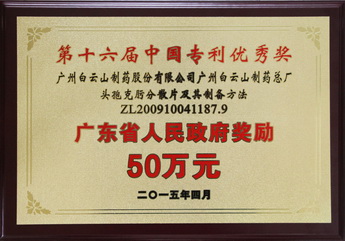 第十六届中国专利优秀奖
广州白云山制药股份有限公司广州白云山制药总厂
头孢克肟分散片及其制备方法
ZL200910041187.9
广东省人民政府奖励
50万元
二〇一五年四月